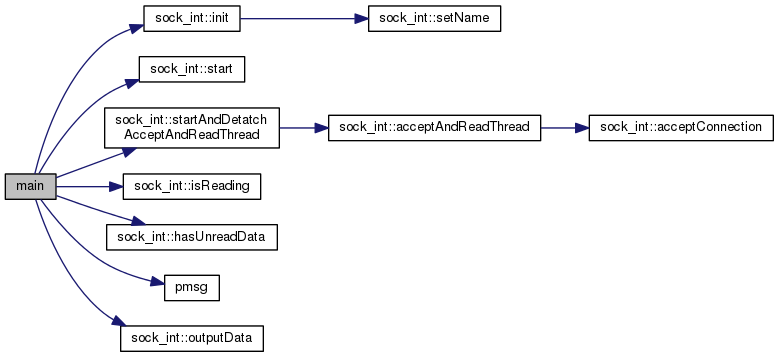 sock_int::init
sock_int::setName
sock_int::start
sock_int::startAndDetatch
AcceptAndReadThread
sock_int::acceptAndReadThread
sock_int::acceptConnection
main
sock_int::isReading
sock_int::hasUnreadData
pmsg
sock_int::outputData